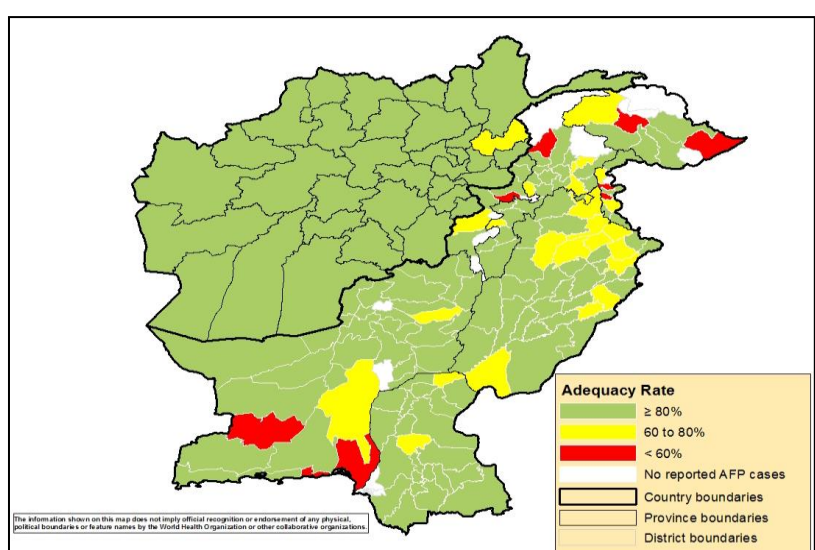 Adequacy Rate
≥ 80%
60 to 80%
< 60%
No reported AFP cases
Country boundaries
Province boundaries
District boundaries
The information shown on this map does not imply official recognition or endorsement of any physical,
political boundaries or feature names by the World Health Organization or other collaborative organizations.